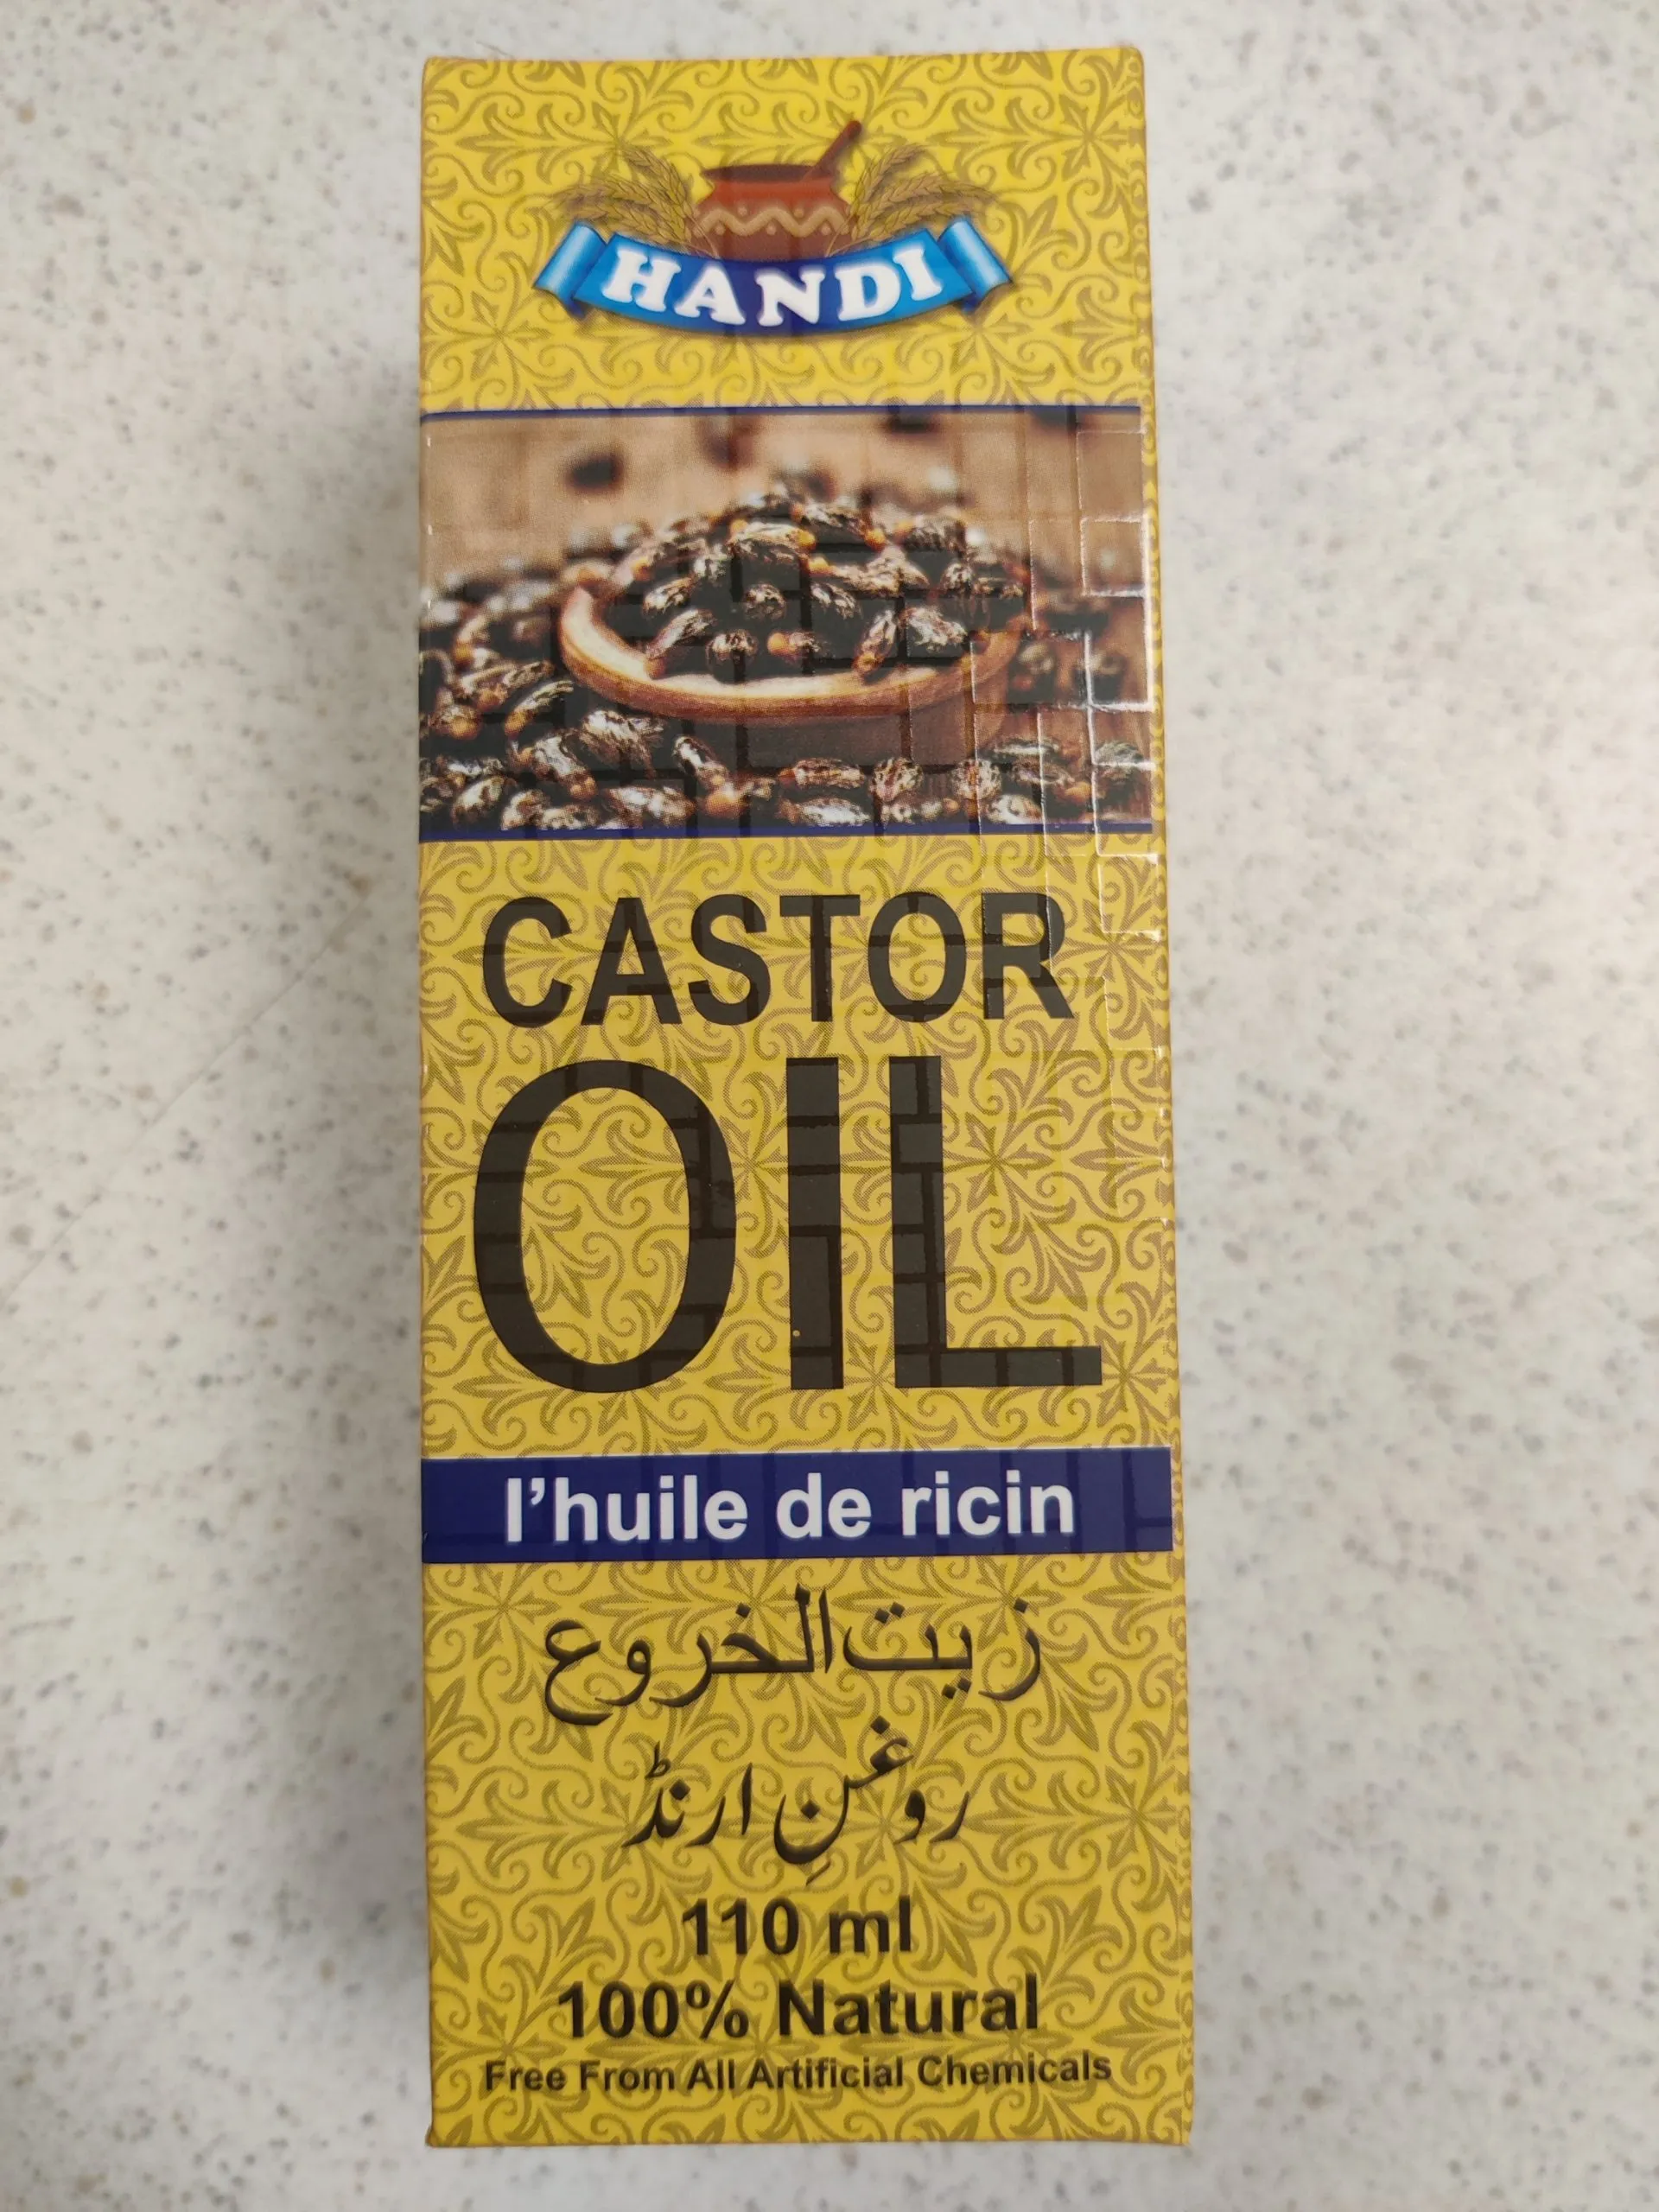 HANDI
CASTOR
OIL
l'huile de ricin
زيت الخروع
روغنِ ارنڈ
110 ml
100% Natural
Free From All Artificial Chemicals